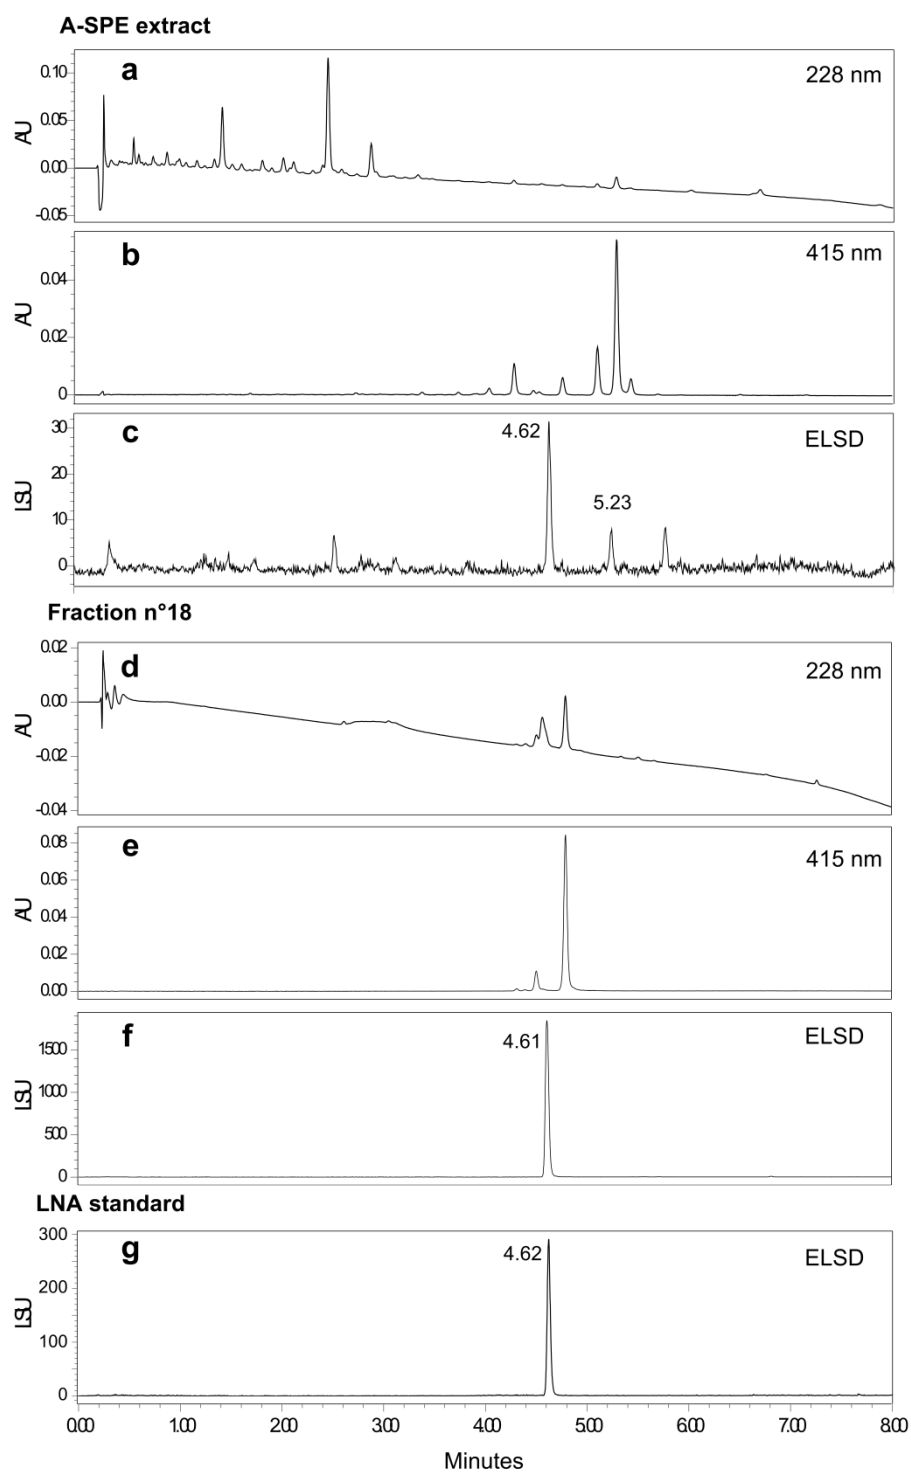 A-SPE extract
a
228 nm
0.10
0.05
0.00
-0.05
AU
b
415 nm
0.04
0.02
0
AU
c
ELSD
4.62
5.23
30
20
10
0
LSU
Fraction n°18
d
228 nm
0.02
0.00
-0.02
-0.04
AU
e
415 nm
0.08
0.06
0.04
0.02
0.00
AU
f
ELSD
4.61
1500
1000
500
0
LSU
LNA standard
g
ELSD
4.62
300
200
100
0
LSU
0.00 1.00 2.00 3.00 4.00 5.00 6.00 7.00 8.00
Minutes